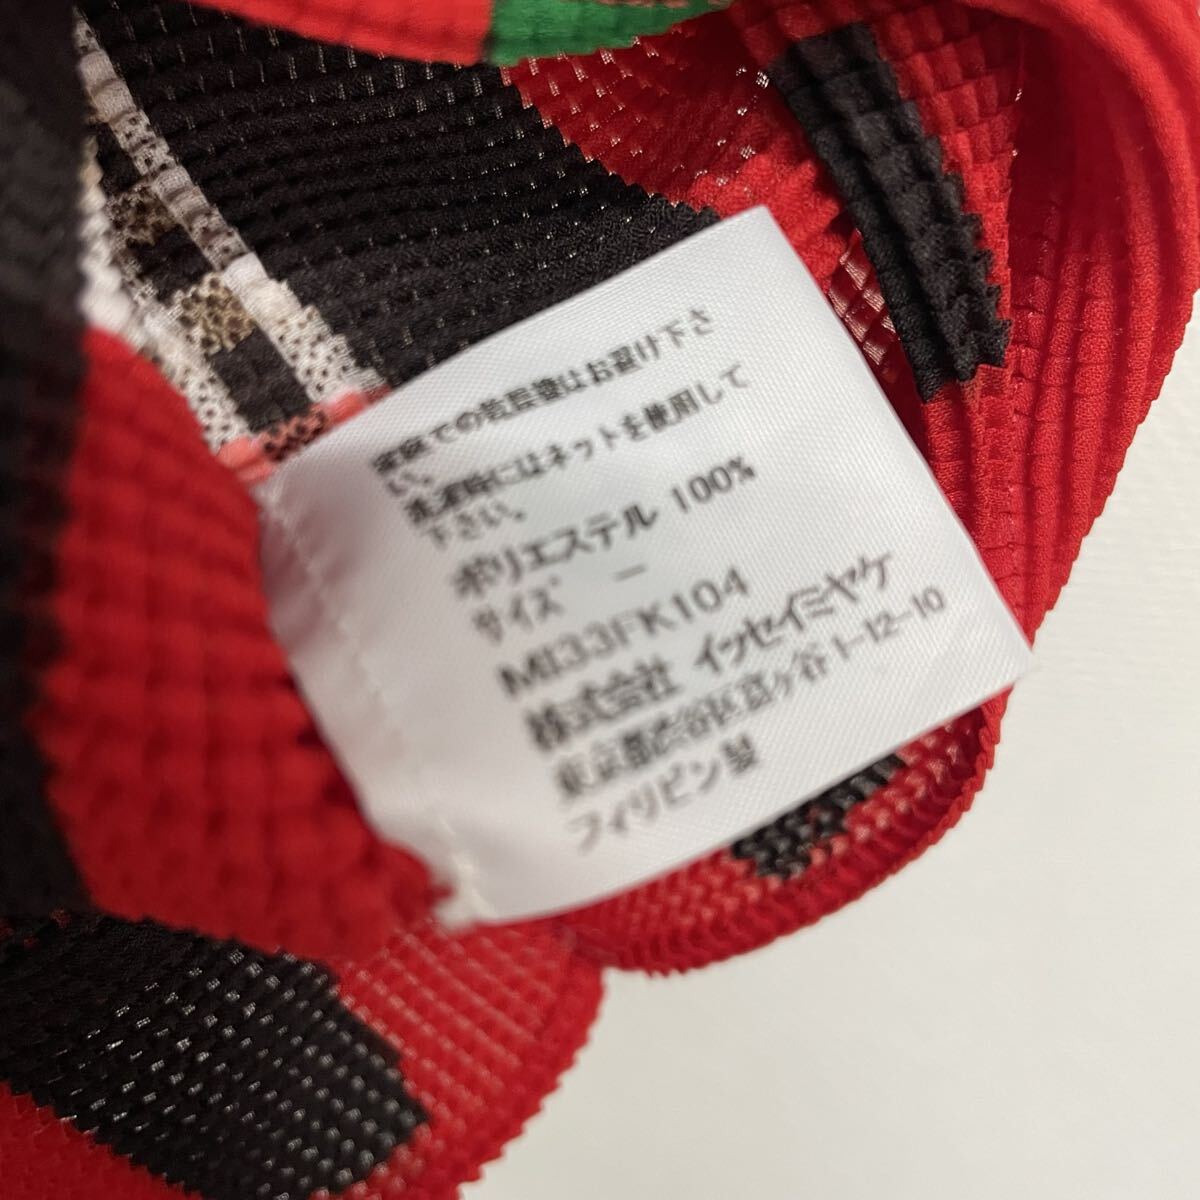 家庭での乾燥機はお避け下さ
い。
洗濯時にはネットを使用して
下さい。
ポリエステル 100%
サイズ ー
MI33FK104
株式会社 イッセイミヤケ
東京都渋谷区富ヶ谷1-12-10
フィリピン製